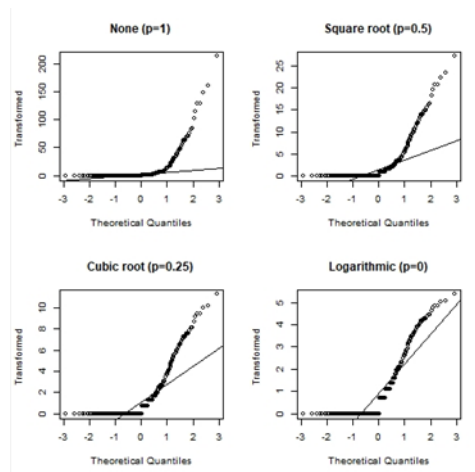 None (p=1)
Transformed
200
150
100
50
0
-3 -2 -1 0 1 2 3
Theoretical Quantiles
Square root (p=0.5)
Transformed
25
20
15
10
5
0
-3 -2 -1 0 1 2 3
Theoretical Quantiles
Cubic root (p=0.25)
Transformed
10
8
6
4
2
0
-3 -2 -1 0 1 2 3
Theoretical Quantiles
Logarithmic (p=0)
Transformed
5
4
3
2
1
0
-3 -2 -1 0 1 2 3
Theoretical Quantiles